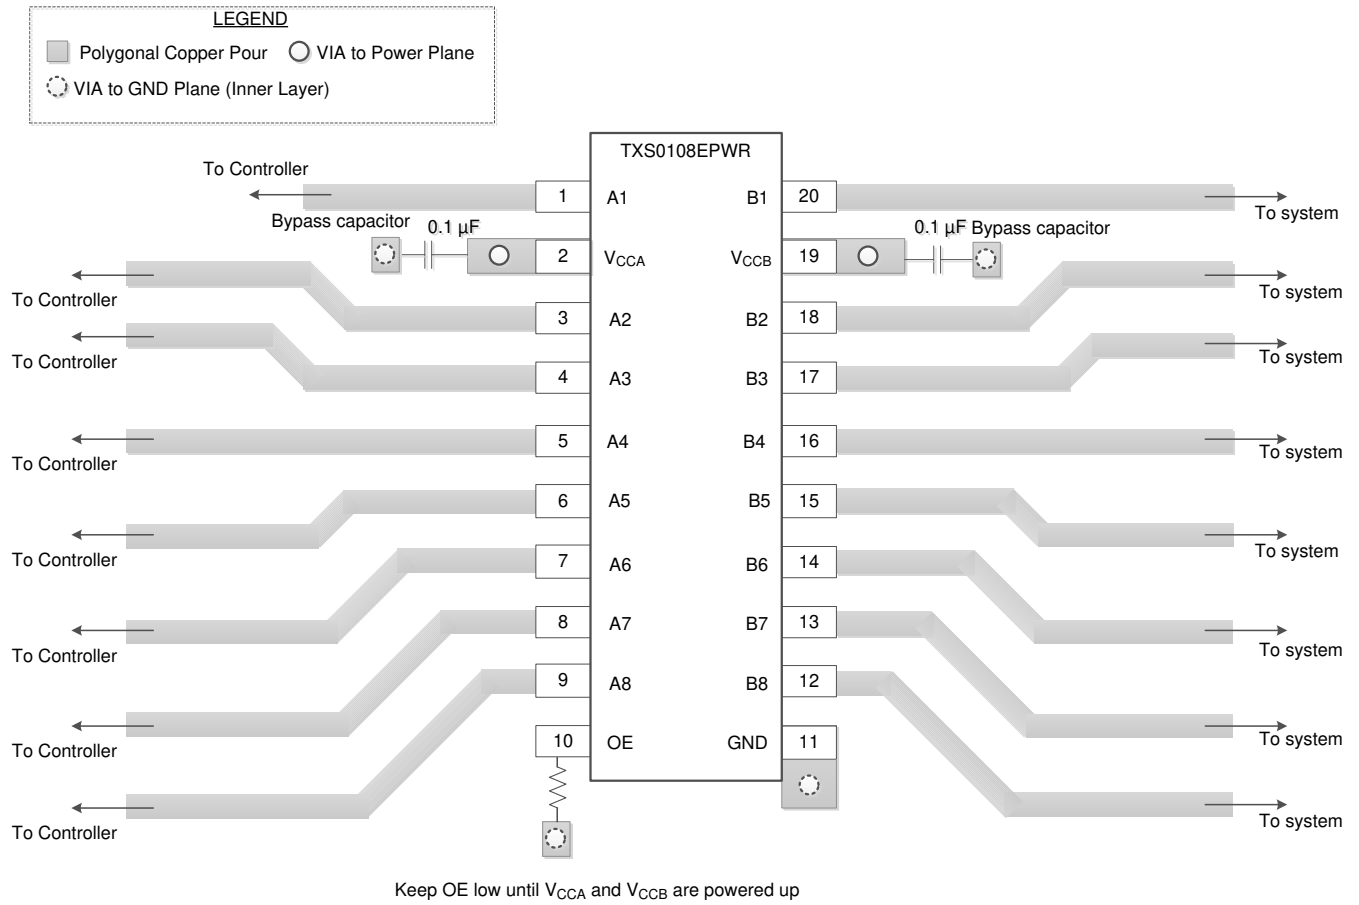 LEGEND
Polygonal Copper Pour
VIA to Power Plane
VIA to GND Plane (Inner Layer)
TXS0108EPWR
To Controller
1 A1 B1 20
To system
Bypass capacitor
0.1 µF
0.1 µF Bypass capacitor
2 VCCA VCCB 19
To Controller
To system
3 A2 B2 18
To Controller
To system
4 A3 B3 17
5 A4 B4 16
To Controller
To system
6 A5 B5 15
To Controller
To system
7 A6 B6 14
8 A7 B7 13
To Controller
To system
9 A8 B8 12
10 OE GND 11
To Controller
To system
To Controller
To system
Keep OE low until VCCA and VCCB are powered up